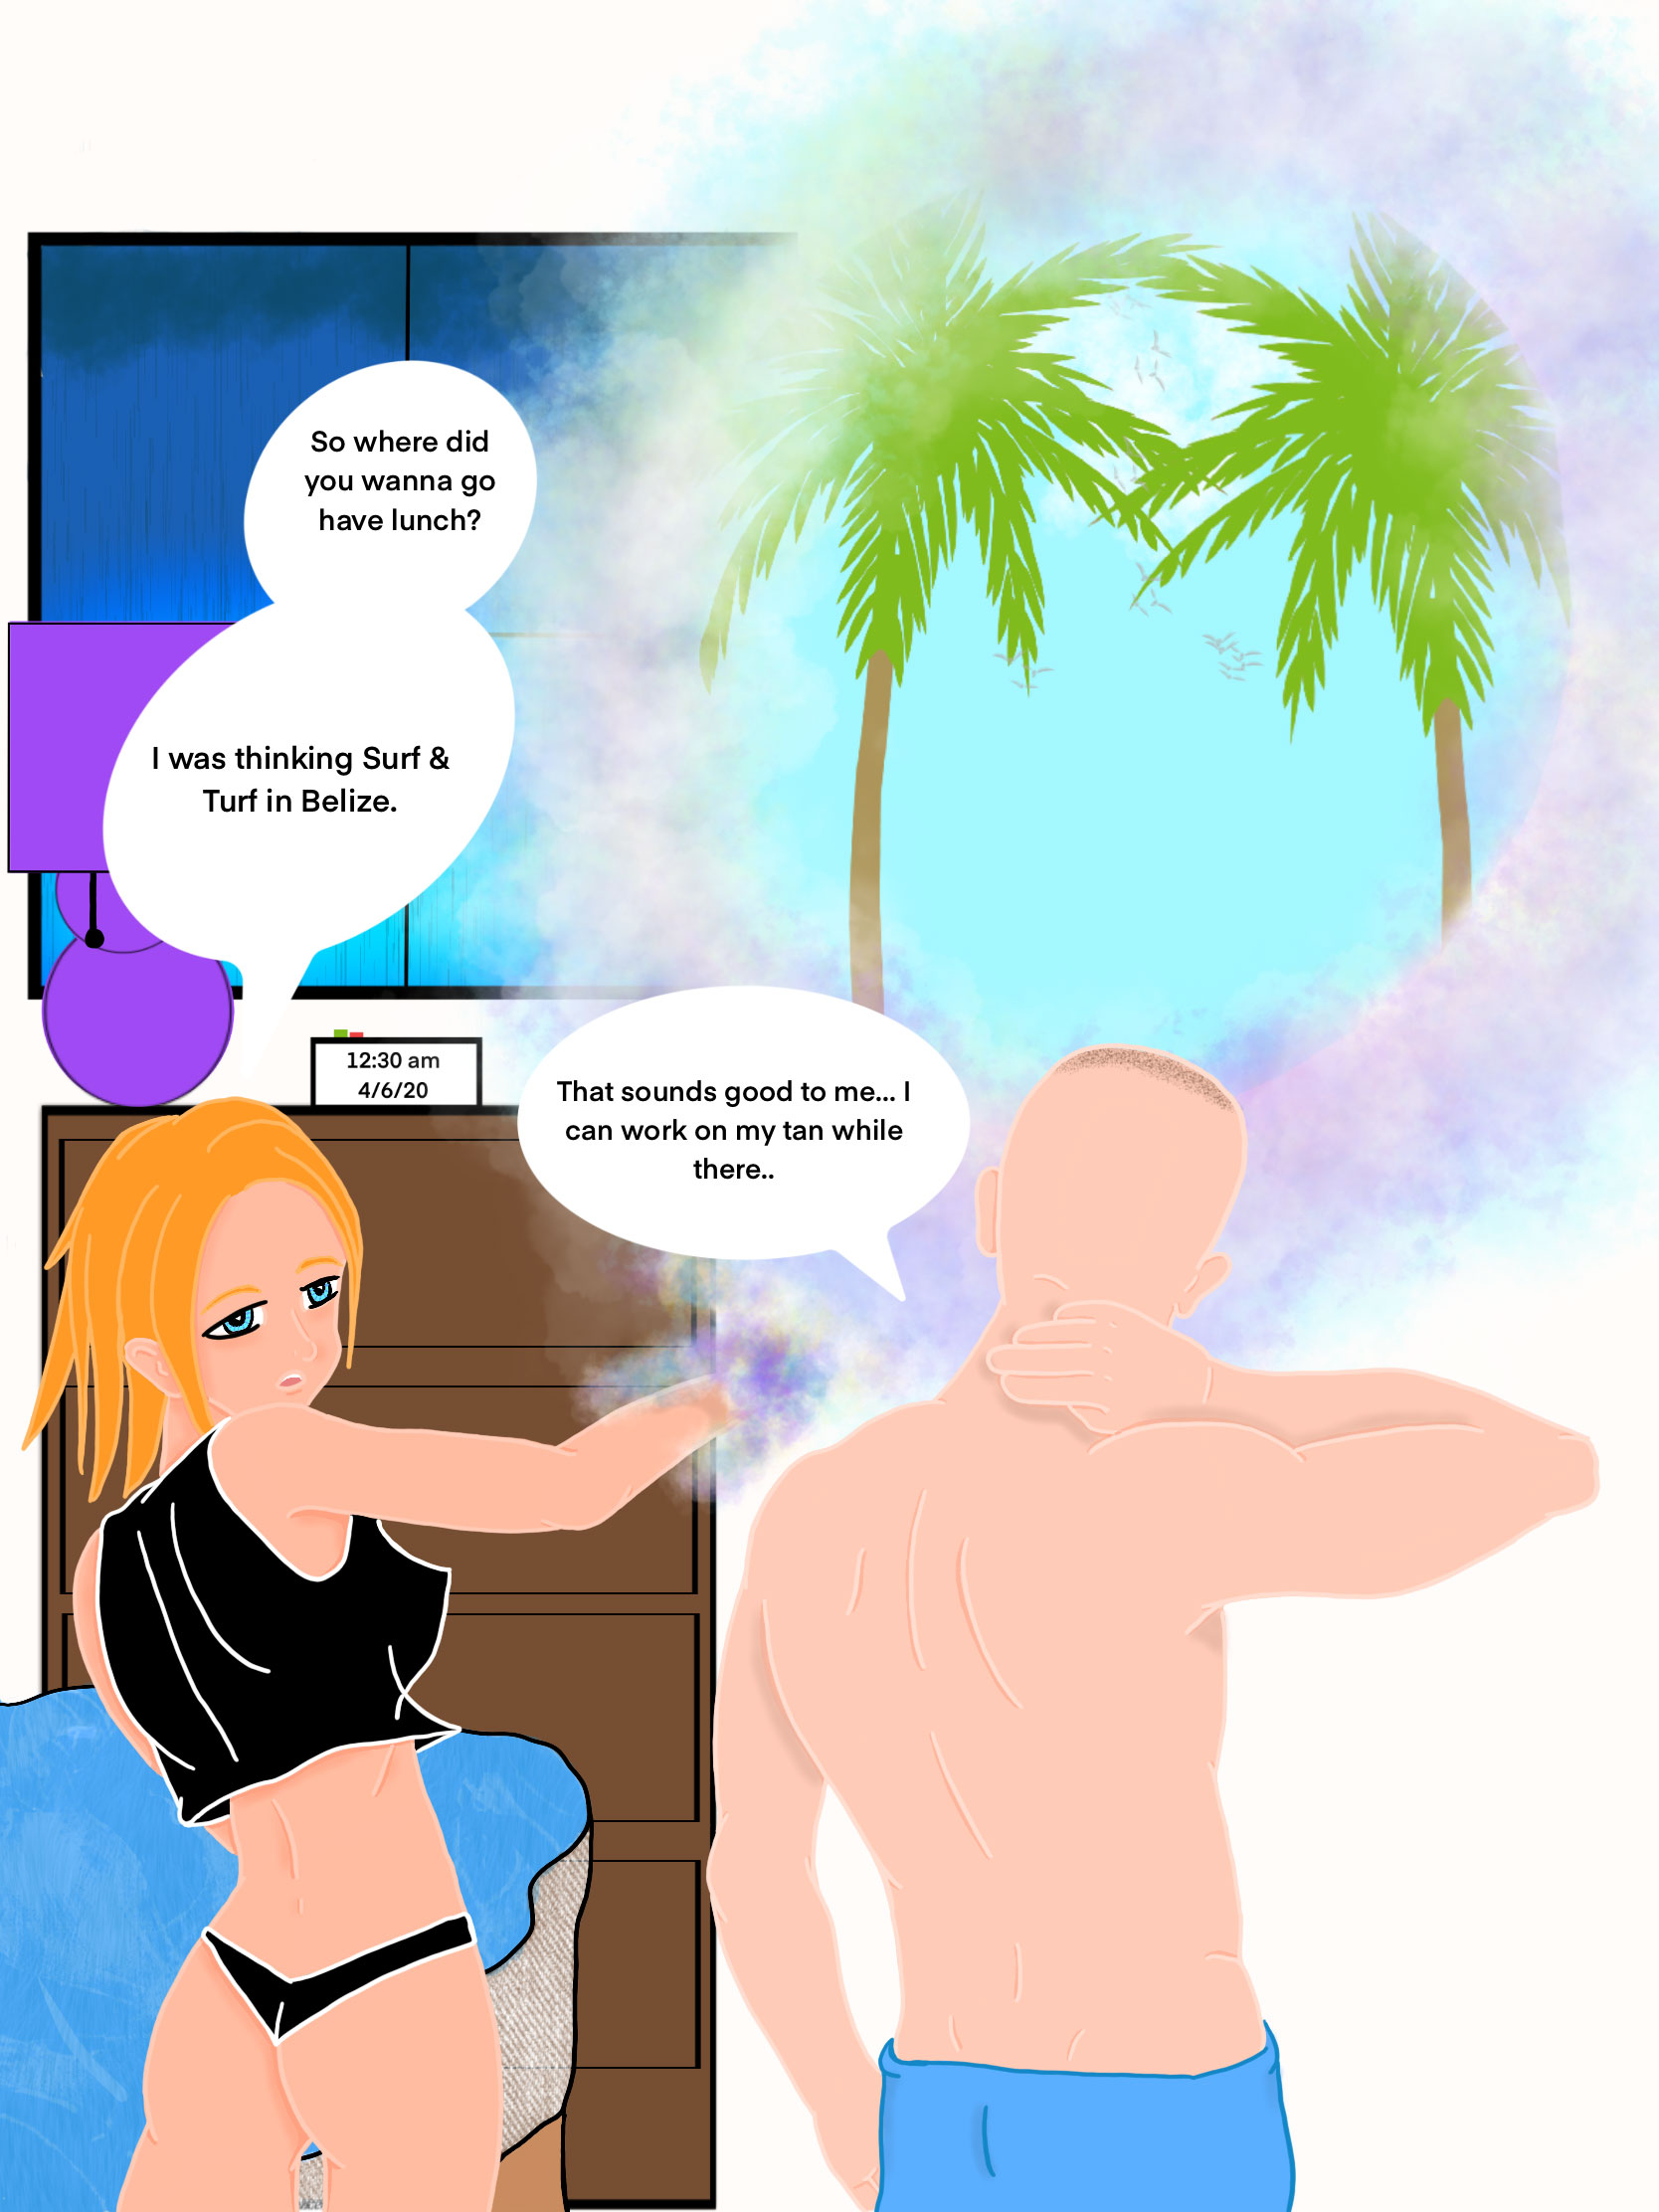 So where did
you wanna go
have lunch?
I was thinking Surf &
Turf in Belize.
12:30 am
4/6/20
That sounds good to me... I
can work on my tan while
there..